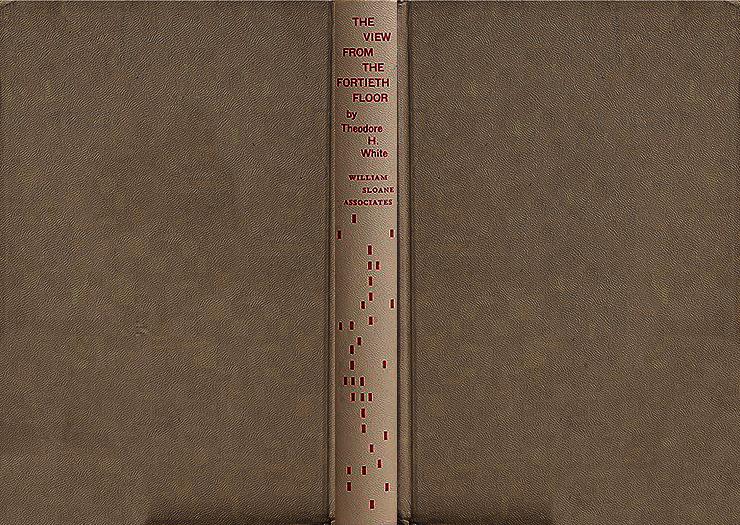 THE
VIEW
FROM
THE
FORTIETH
FLOOR
by
Theodore
H.
White
WILLIAM
SLOANE
ASSOCIATES